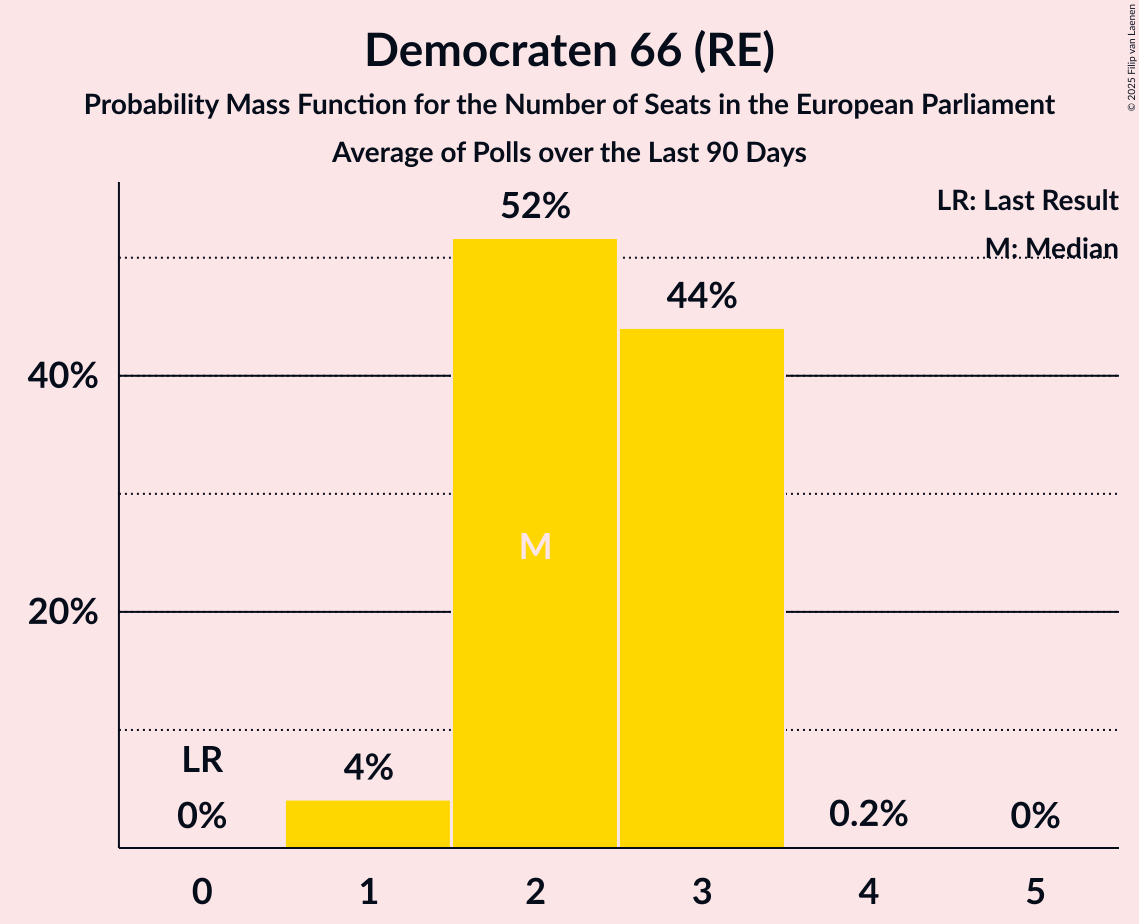 Democraten 66 (RE)
Probability Mass Function for the Number of Seats in the European Parliament
Average of Polls over the Last 90 Days
© 2025 Filip van Laenen
LR: Last Result
M: Median
52%
44%
40%
M
20%
LR
4%
0%
0.2%
0%
0 1 2 3 4 5